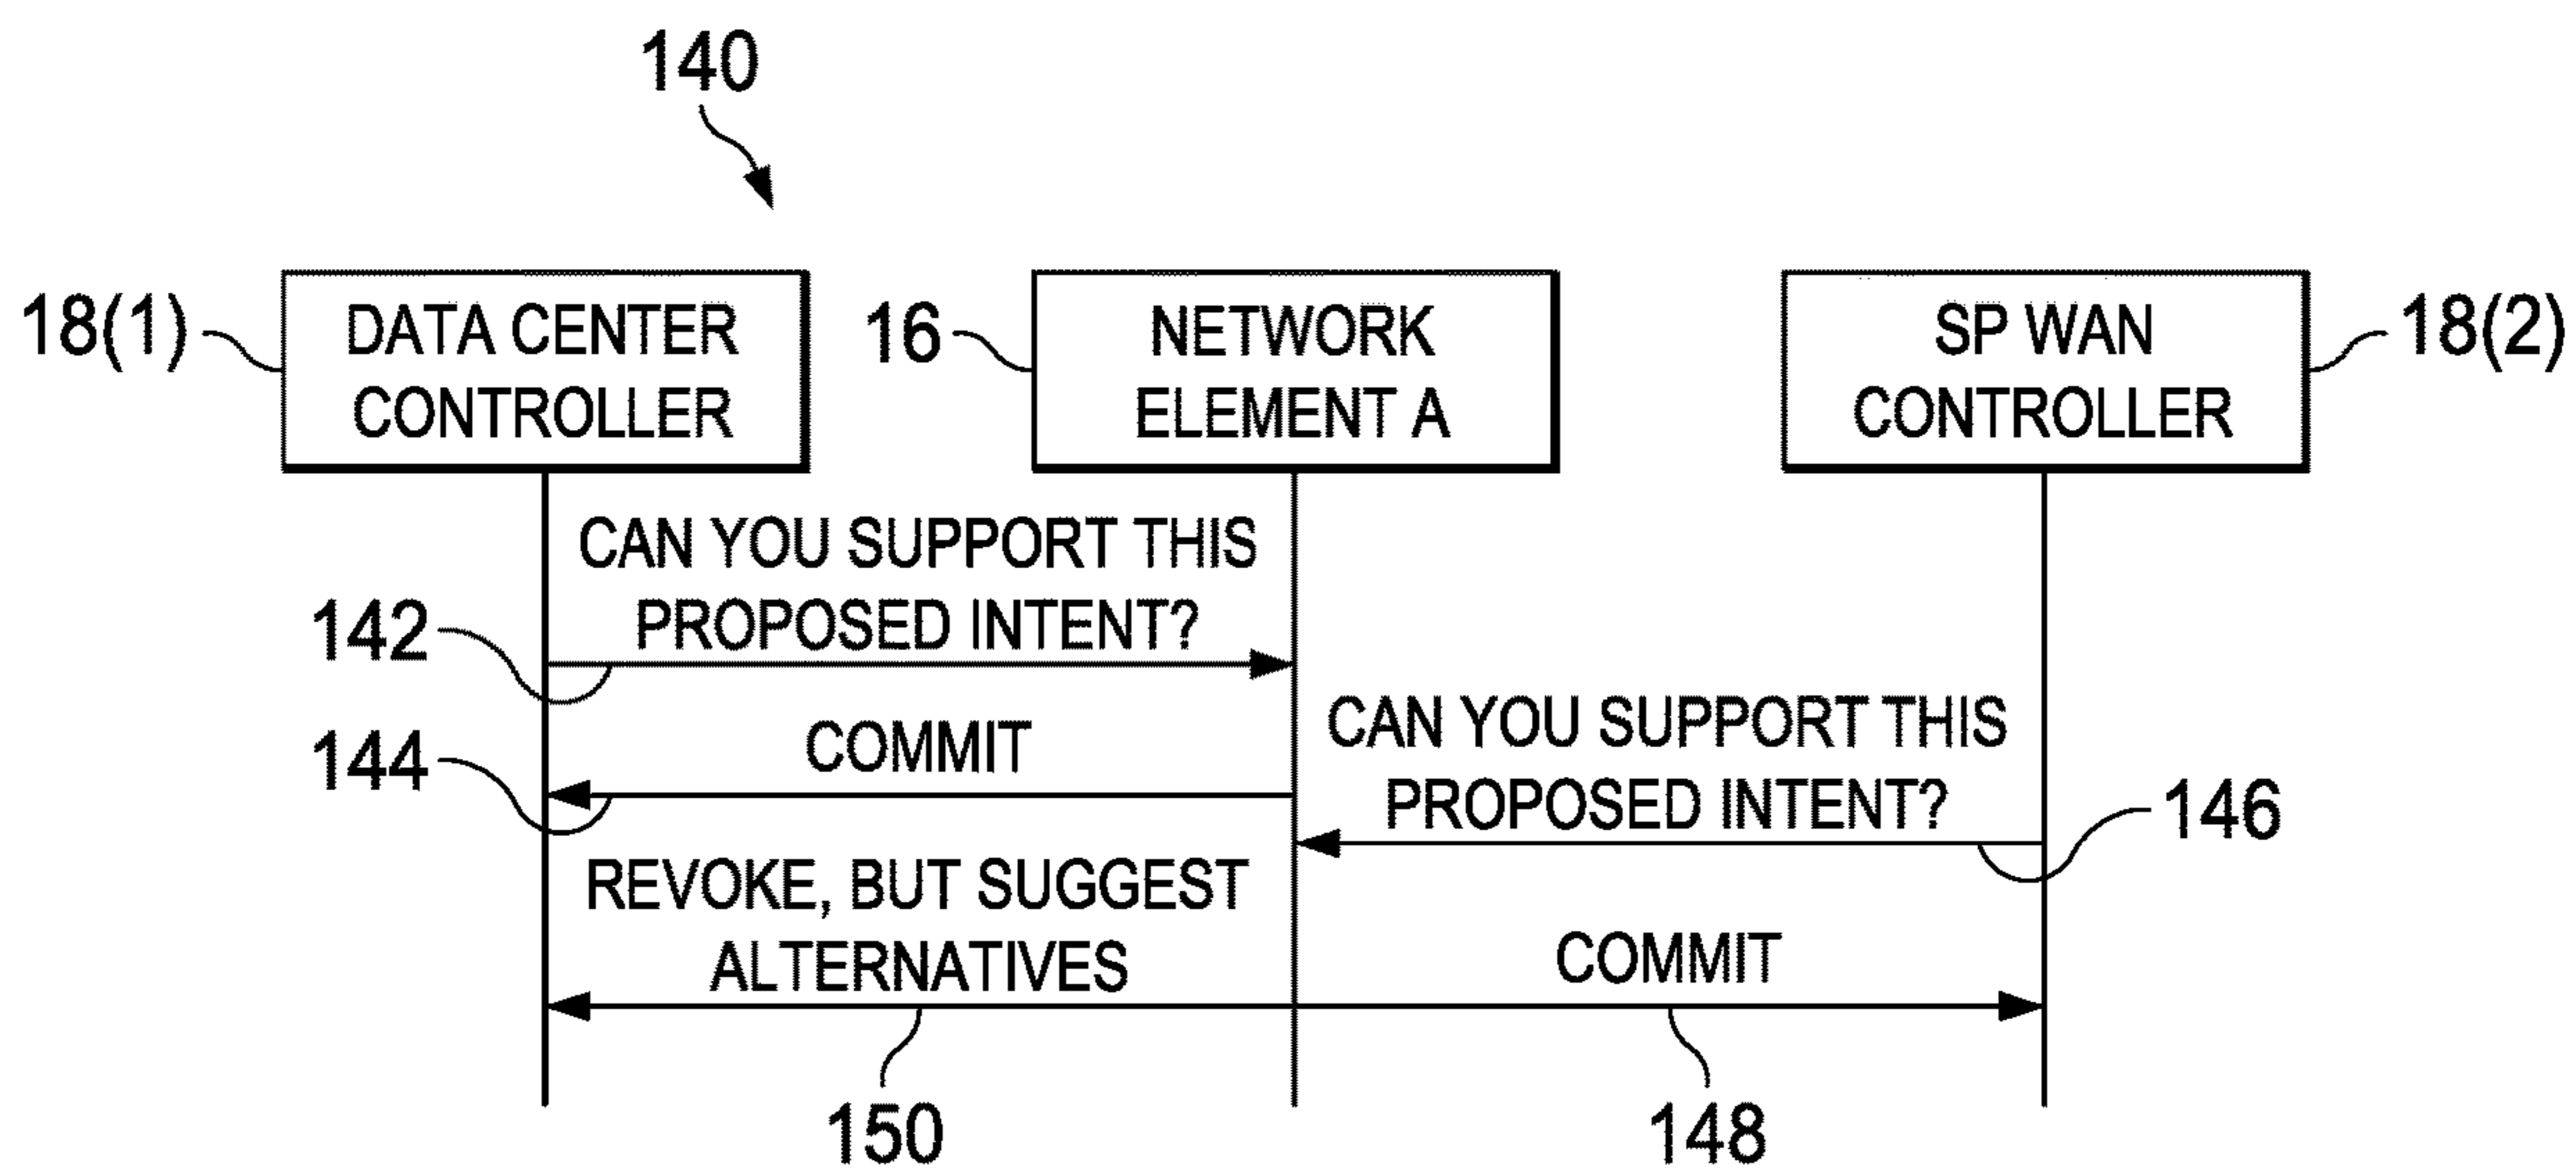 140
18(1)
DATA CENTER
CONTROLLER
16
NETWORK
ELEMENT A
SP WAN
CONTROLLER
18(2)
CAN YOU SUPPORT THIS
PROPOSED INTENT?
142
COMMIT
144
CAN YOU SUPPORT THIS
PROPOSED INTENT?
146
REVOKE, BUT SUGGEST
ALTERNATIVES
COMMIT
150
148